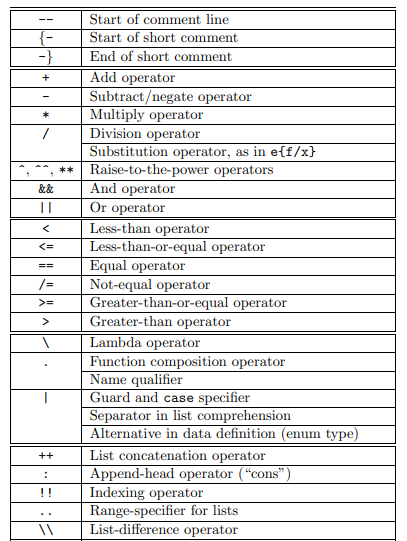 -- Start of comment line
{- Start of short comment
-} End of short comment
+ Add operator
- Subtract/negate operator
* Multiply operator
/ Division operator
Substitution operator, as in e{f/x}
^, ^^, ** Raise-to-the-power operators
&& And operator
|| Or operator
< Less-than operator
<= Less-than-or-equal operator
== Equal operator
/= Not-equal operator
>= Greater-than-or-equal operator
> Greater-than operator
\ Lambda operator
. Function composition operator
Name qualifier
| Guard and case specifier
Separator in list comprehension
Alternative in data definition (enum type)
++ List concatenation operator
: Append-head operator (“cons”)
!! Indexing operator
.. Range-specifier for lists
\\ List-difference operator